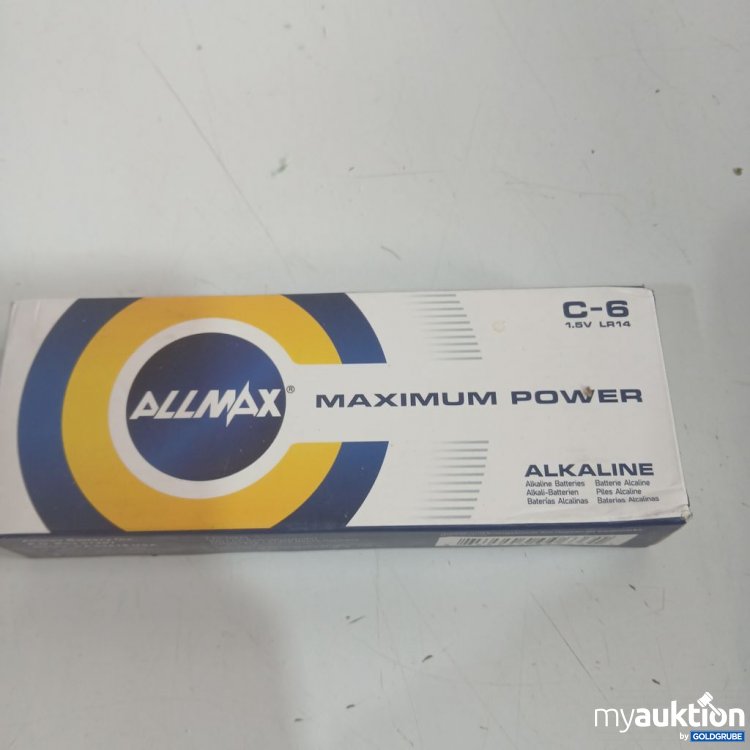 C-6
1.5V LR14
ALLMAX®
MAXIMUM POWER
ALKALINE
Alkaline Batteries Batterie Alcaline
Alkali-Batterien Piles Alcaline
Baterías Alcalinas Baterias Alcalinas
myauktion
by GOLDGRUBE